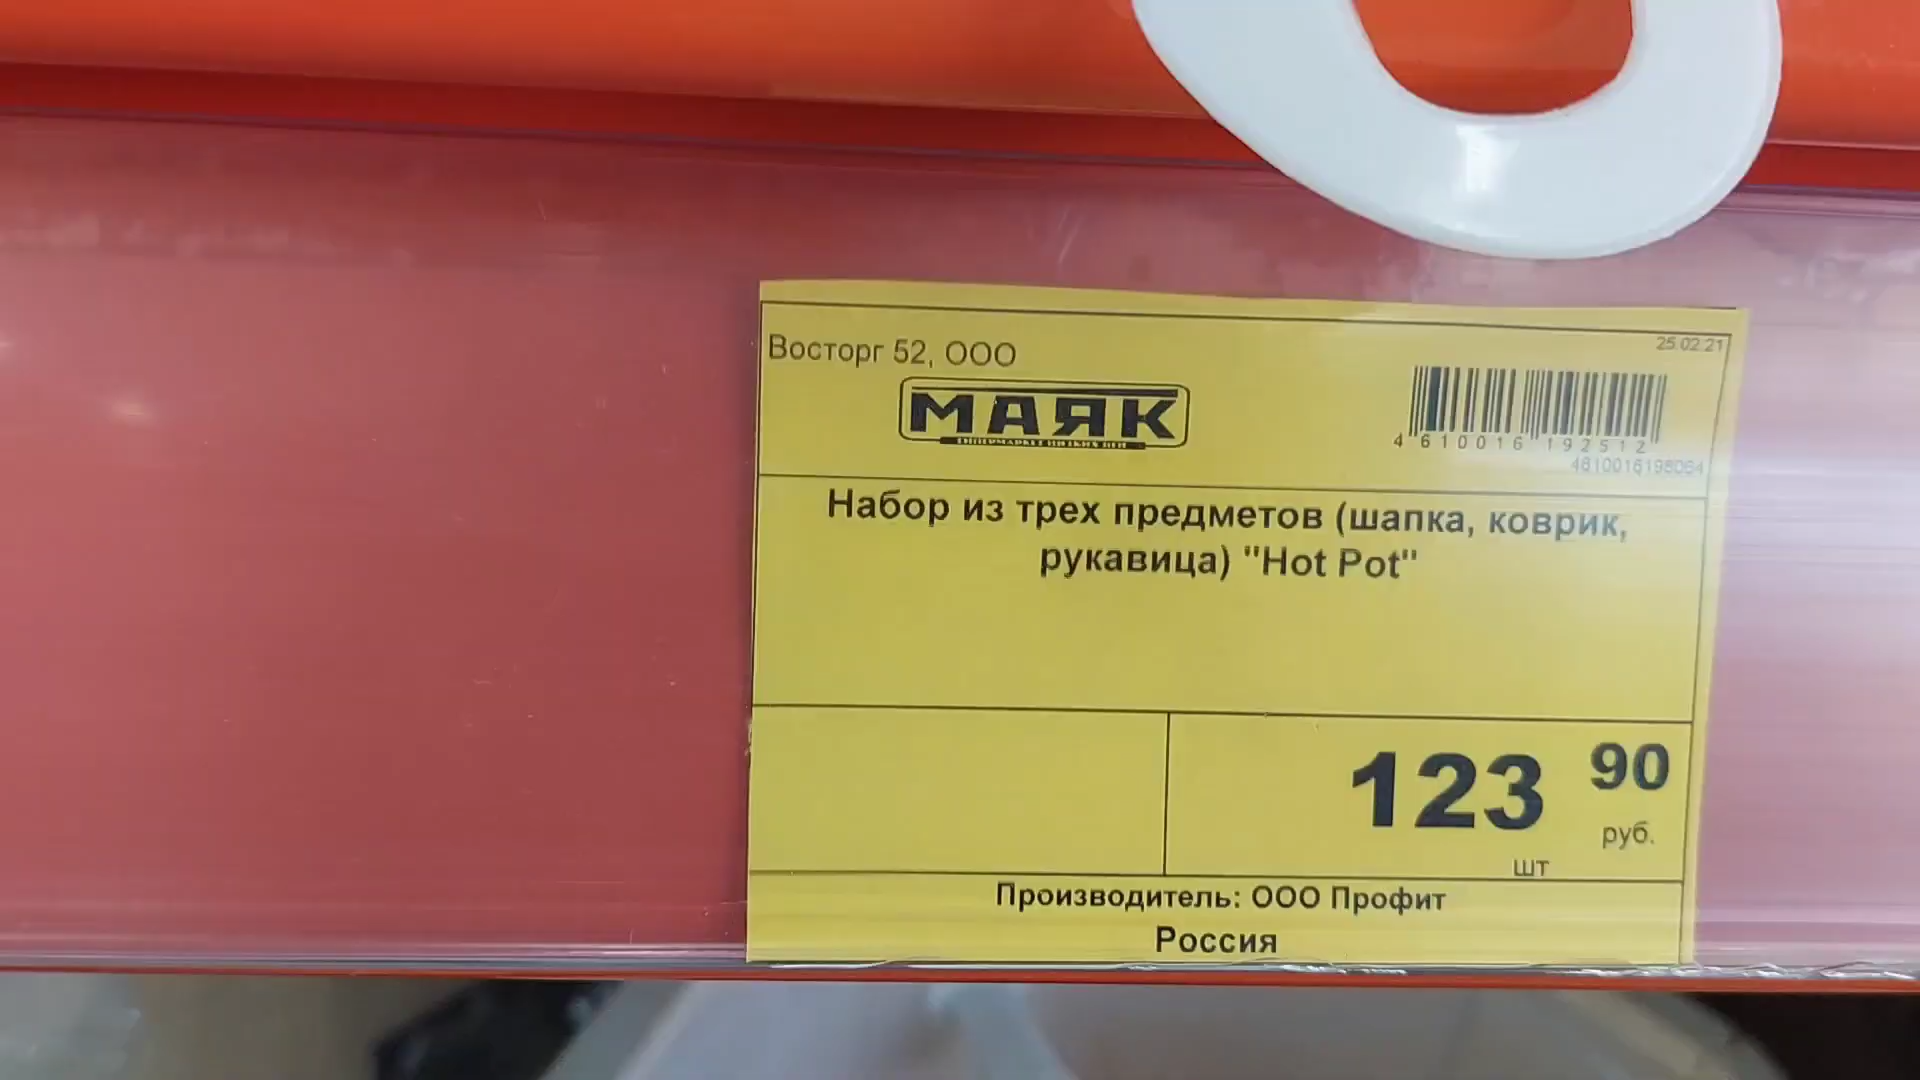 Восторг 52, ООО
25.02.21
МАЯК
4 610016 192512
Набор из трех предметов (шапка, коврик,
рукавица) "Hot Pot"
123 90
руб.
шт
Производитель: ООО Профит
Россия